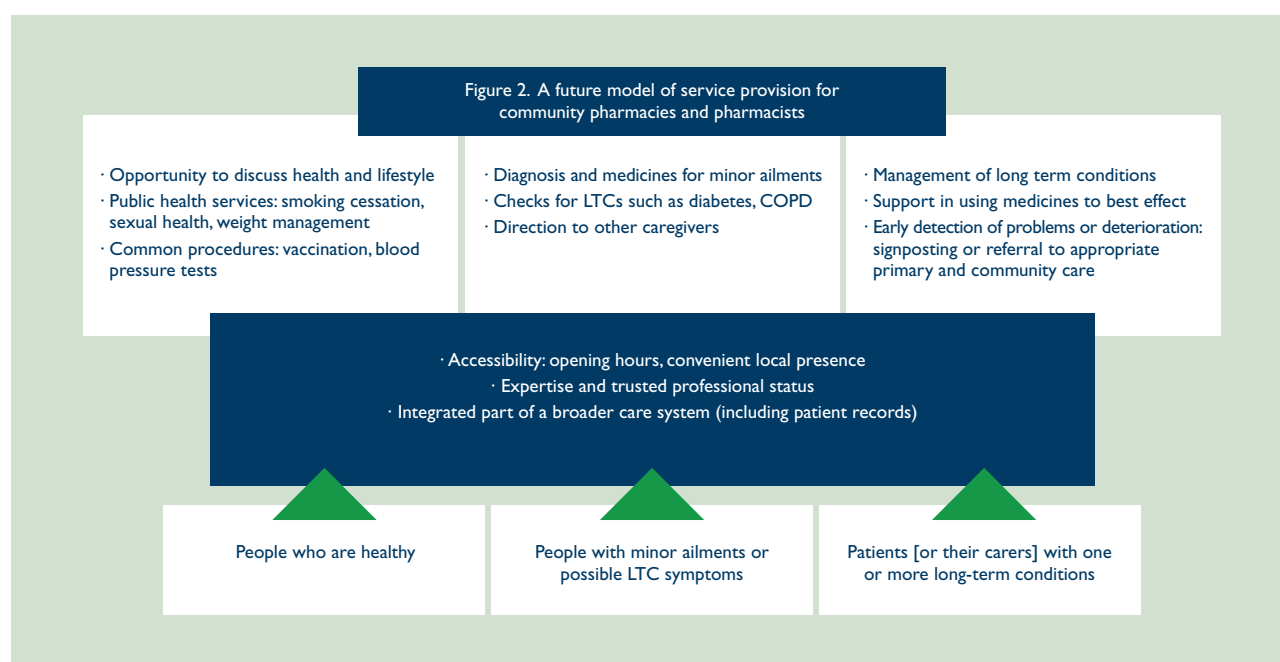 Figure 2. A future model of service provision for
community pharmacies and pharmacists
· Opportunity to discuss health and lifestyle
· Public health services: smoking cessation,
sexual health, weight management
· Common procedures: vaccination, blood
pressure tests
· Diagnosis and medicines for minor ailments
· Checks for LTCs such as diabetes, COPD
· Direction to other caregivers
· Management of long term conditions
· Support in using medicines to best effect
· Early detection of problems or deterioration:
signposting or referral to appropriate
primary and community care
· Accessibility: opening hours, convenient local presence
· Expertise and trusted professional status
· Integrated part of a broader care system (including patient records)
People who are healthy
People with minor ailments or
possible LTC symptoms
Patients [or their carers] with one
or more long-term conditions